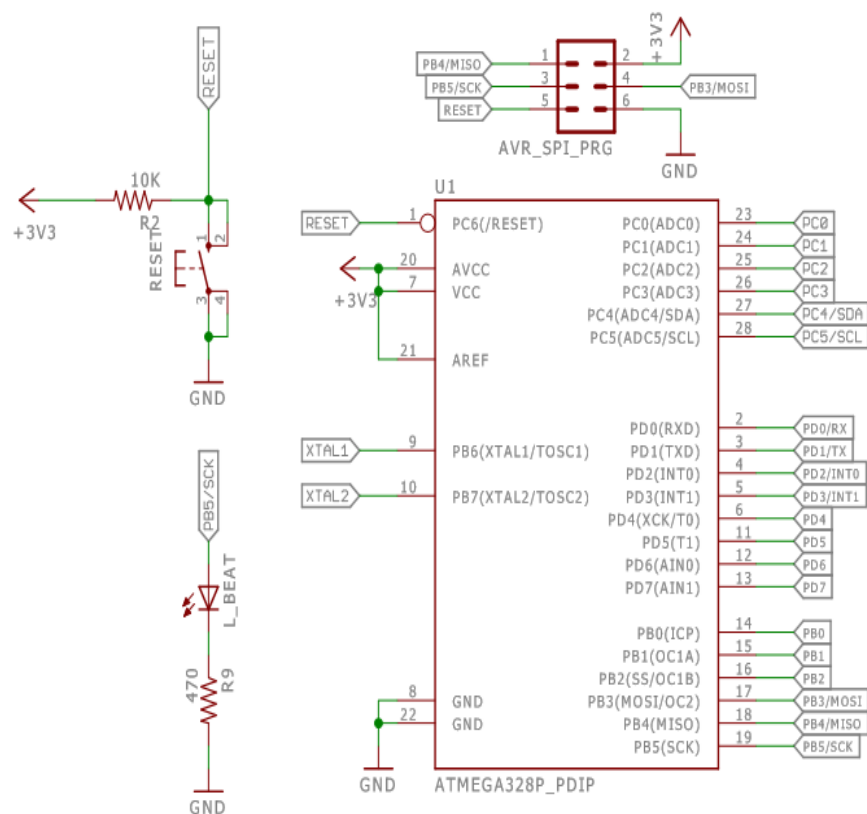 RESET
10K
R2
+3V3
RESET
1
2
3
4
GND
PB5/SCK
L_BEAT
470
R9
GND
+3V3
PB4/MISO 1 2
PB5/SCK 3 4 PB3/MOSI
RESET 5 6
AVR_SPI_PRG
GND
U1
RESET 1 PC6(/RESET)
20 AVCC
7 VCC
+3V3
21 AREF
XTAL1 9 PB6(XTAL1/TOSC1)
XTAL2 10 PB7(XTAL2/TOSC2)
8 GND
22 GND
GND
PC0(ADC0) 23 PC0
PC1(ADC1) 24 PC1
PC2(ADC2) 25 PC2
PC3(ADC3) 26 PC3
PC4(ADC4/SDA) 27 PC4/SDA
PC5(ADC5/SCL) 28 PC5/SCL
PD0(RXD) 2 PD0/RX
PD1(TXD) 3 PD1/TX
PD2(INT0) 4 PD2/INT0
PD3(INT1) 5 PD3/INT1
PD4(XCK/T0) 6 PD4
PD5(T1) 11 PD5
PD6(AIN0) 12 PD6
PD7(AIN1) 13 PD7
PB0(ICP) 14 PB0
PB1(OC1A) 15 PB1
PB2(SS/OC1B) 16 PB2
PB3(MOSI/OC2) 17 PB3/MOSI
PB4(MISO) 18 PB4/MISO
PB5(SCK) 19 PB5/SCK
ATMEGA328P_PDIP